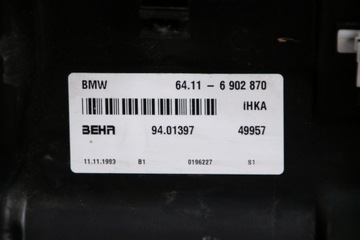 BMW 64.11 - 6 902 870
IHKA
BEHR 94.01397 49957
11.11.1993 B1 0196227 S1